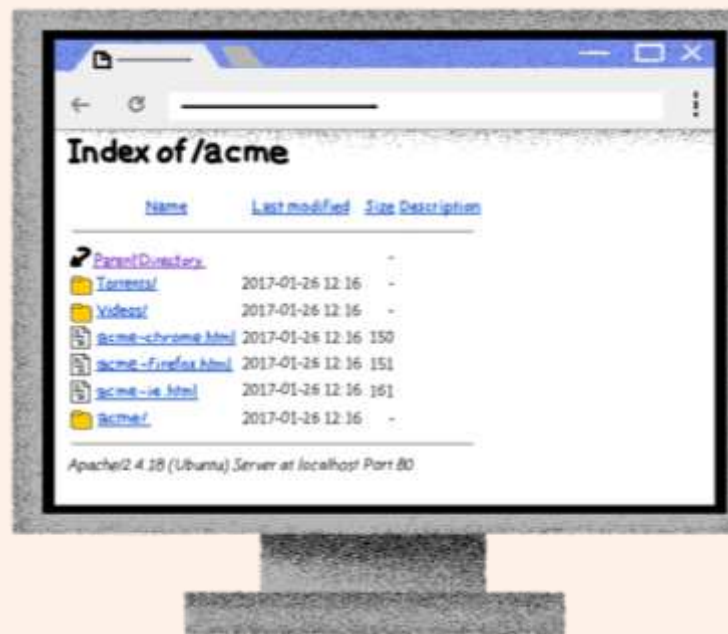 Index of /acme
Name Last modified Size Description
Parent Directory -
Torrents/ 2017-01-26 12:16 -
Videos/ 2017-01-26 12:16 -
acme-chrome.html 2017-01-26 12:16 150
acme-firefox.html 2017-01-26 12:16 151
acme-ie.html 2017-01-26 12:16 161
acme/ 2017-01-26 12:16 -
Apache/2.4.18 (Ubuntu) Server at localhost Port 80